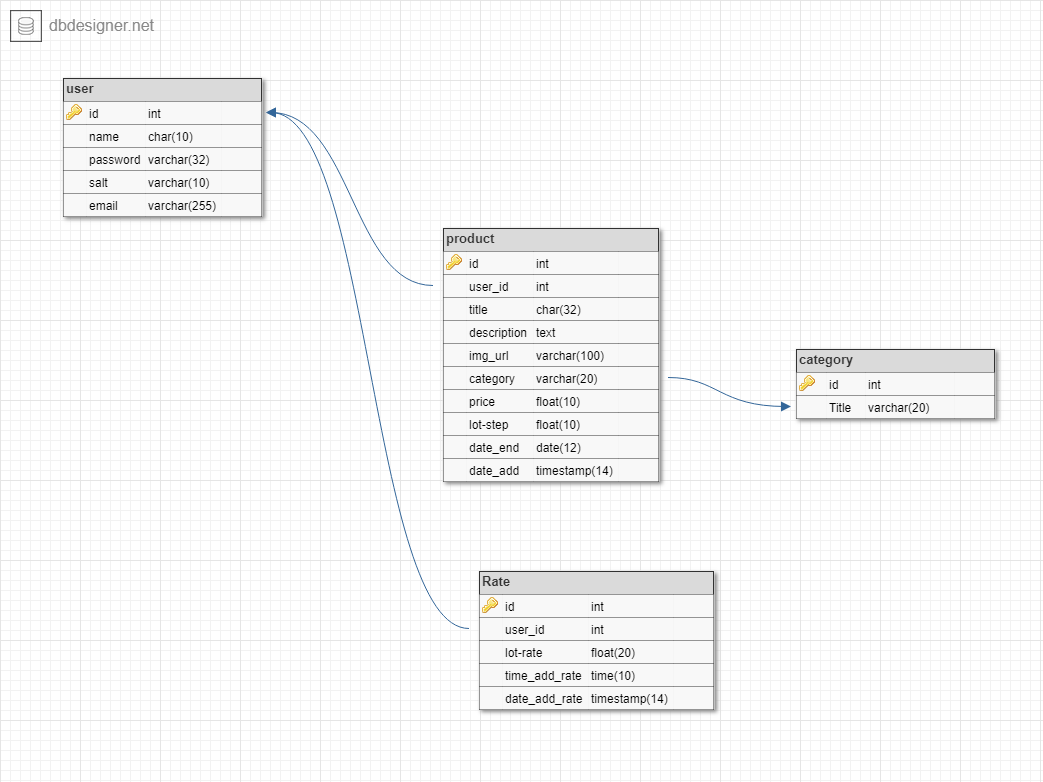 dbdesigner.net
user
id int
name char(10)
password varchar(32)
salt varchar(10)
email varchar(255)
product
id int
user_id int
title char(32)
description text
img_url varchar(100)
category varchar(20)
price float(10)
lot-step float(10)
date_end date(12)
date_add timestamp(14)
category
id int
Title varchar(20)
Rate
id int
user_id int
lot-rate float(20)
time_add_rate time(10)
date_add_rate timestamp(14)